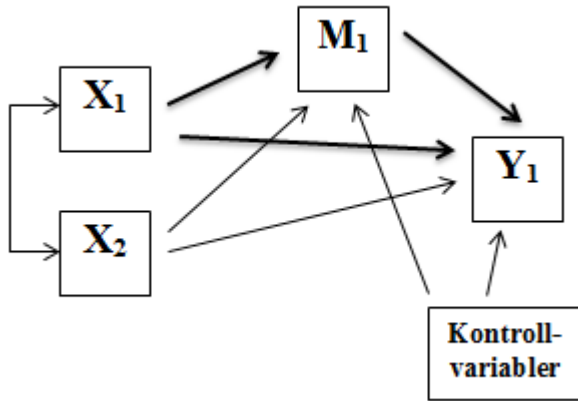 M₁
X₁
Y₁
X₂
Kontroll-
variabler